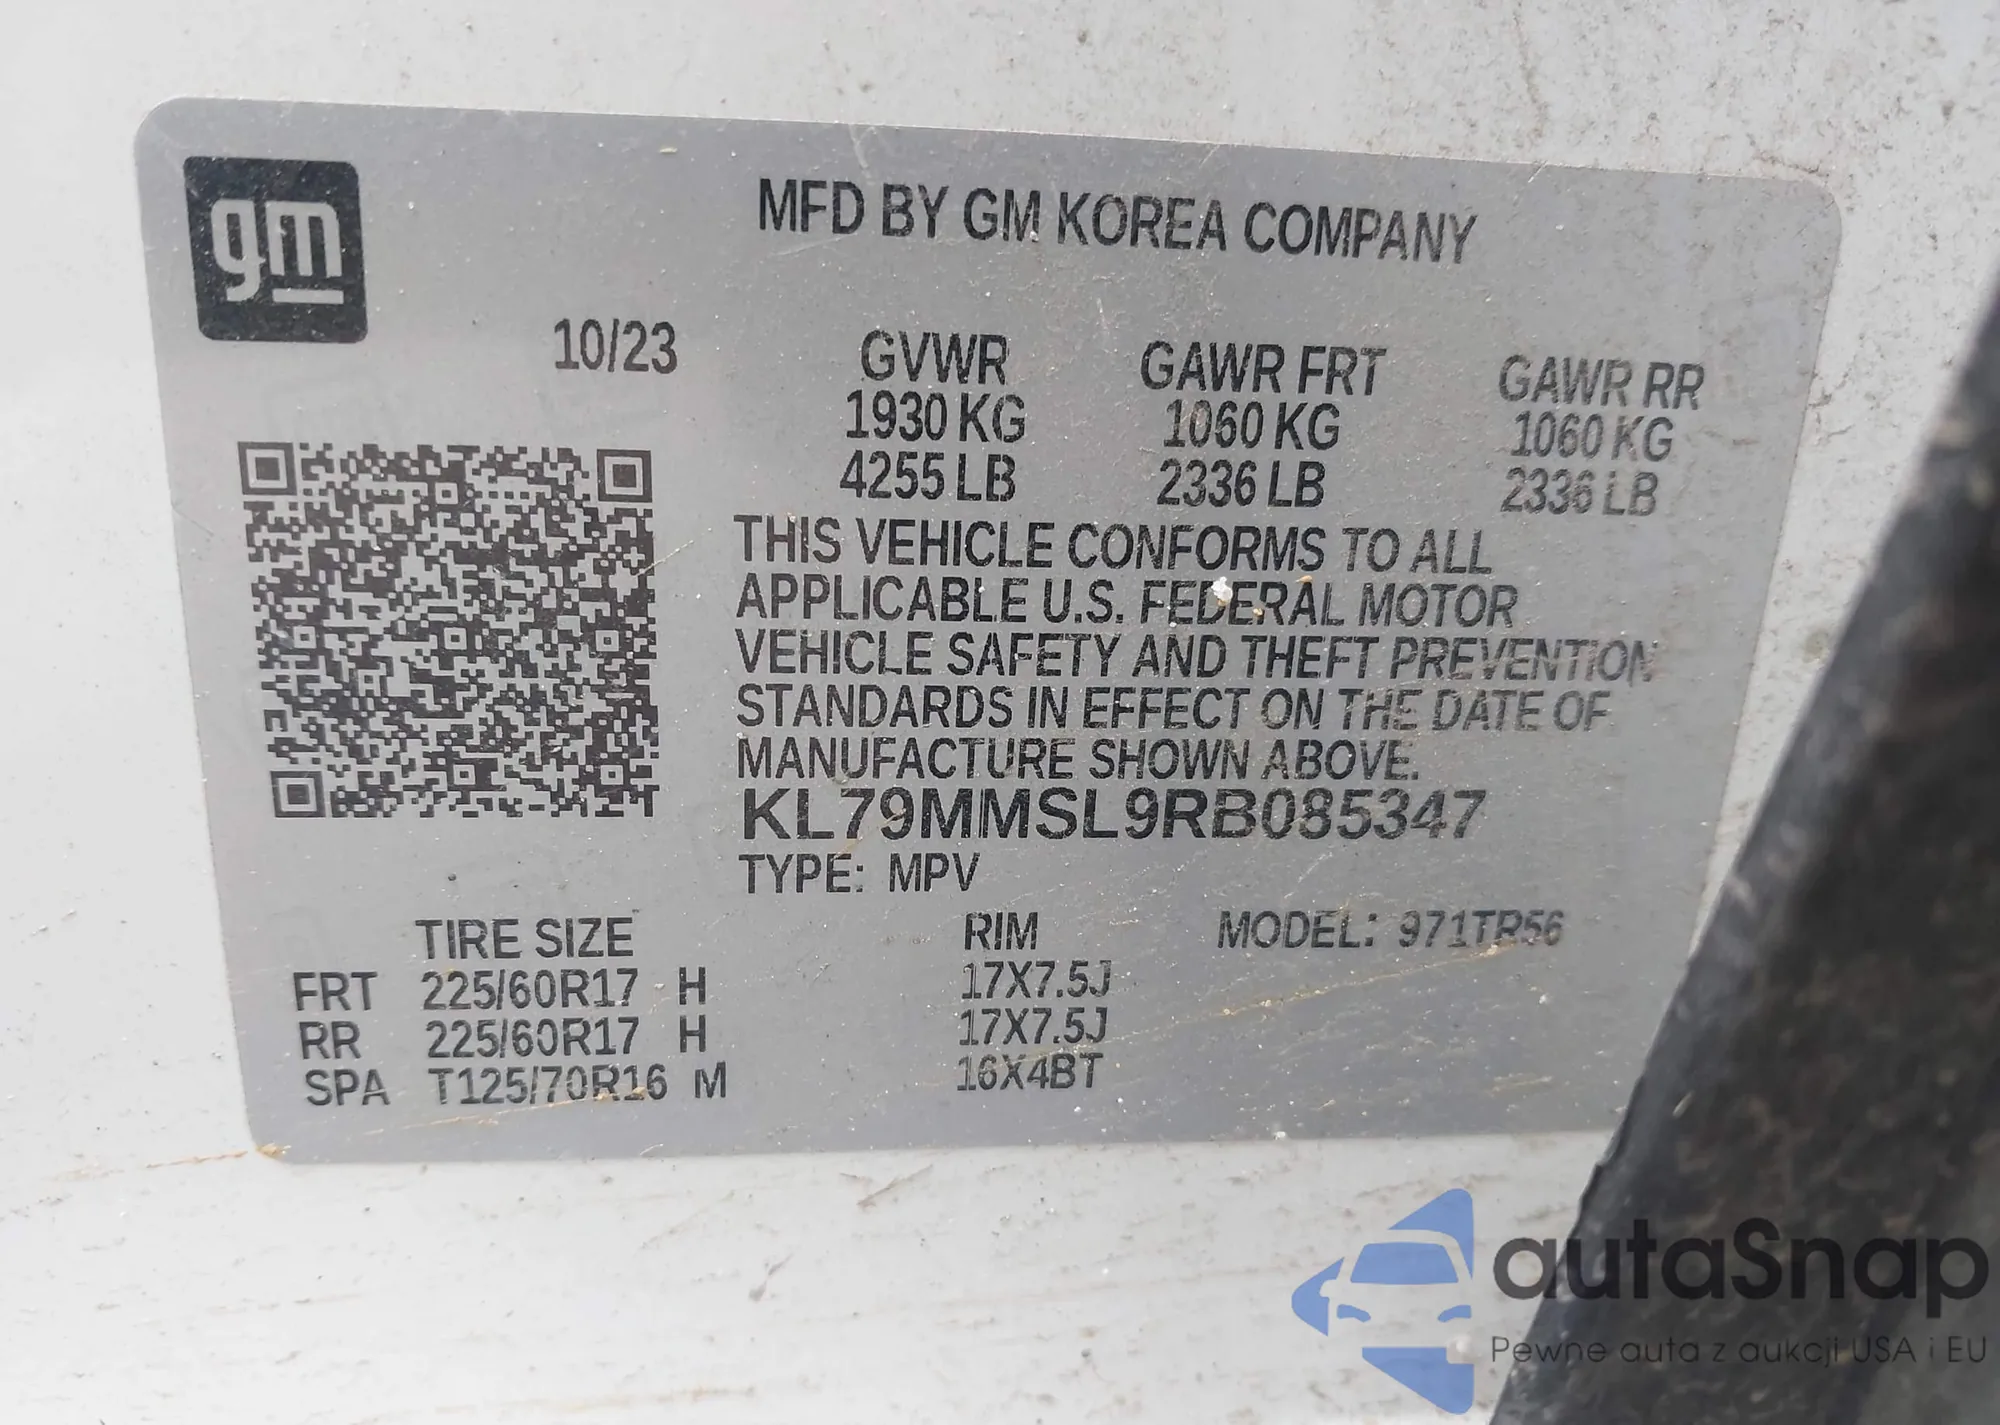 gm
MFD BY GM KOREA COMPANY
10/23 GVWR GAWR FRT GAWR RR
1930 KG 1060 KG 1060 KG
4255 LB 2336 LB 2336 LB
THIS VEHICLE CONFORMS TO ALL
APPLICABLE U.S. FEDERAL MOTOR
VEHICLE SAFETY AND THEFT PREVENTION
STANDARDS IN EFFECT ON THE DATE OF
MANUFACTURE SHOWN ABOVE.
KL79MMSL9RB085347
TYPE: MPV
TIRE SIZE RIM MODEL: 971TR56
FRT 225/60R17 H 17X7.5J
RR 225/60R17 H 17X7.5J
SPA T125/70R16 M 16X4BT
autaSnap
Pewne auta z aukcji USA i EU